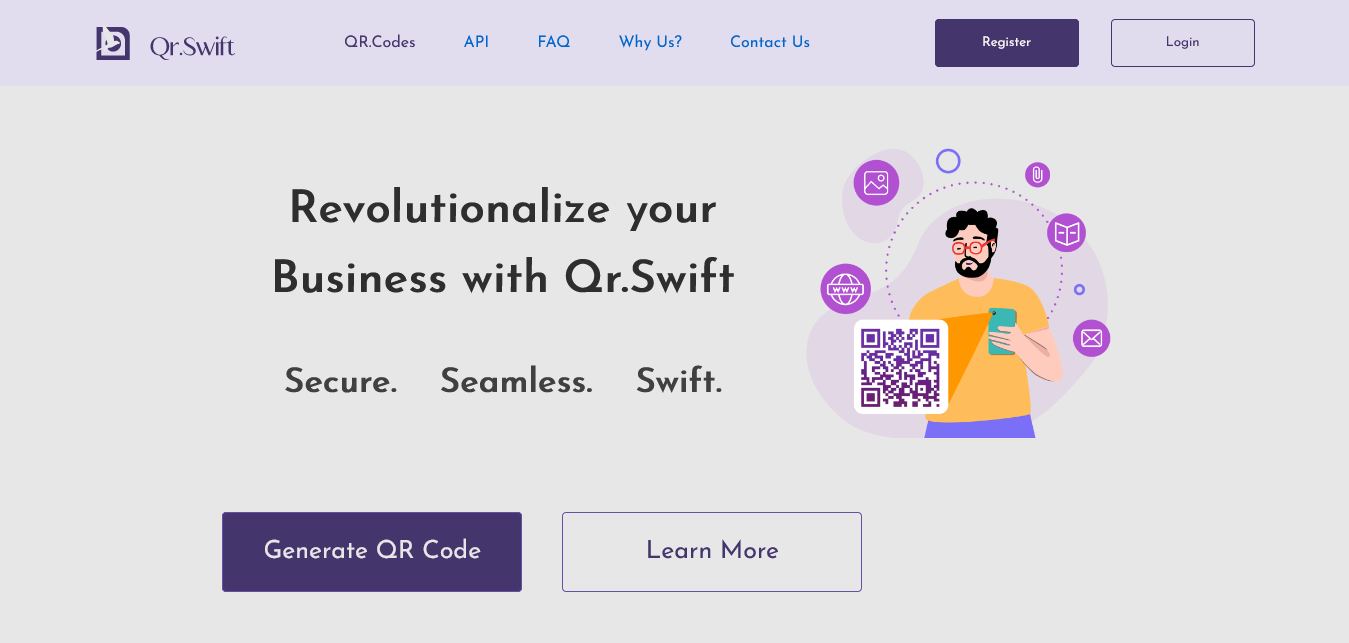 Qr.Swift
QR.Codes
API
FAQ
Why Us?
Contact Us
Register
Login
Revolutionalize your
Business with Qr.Swift
Secure. Seamless. Swift.
www
Generate QR Code
Learn More